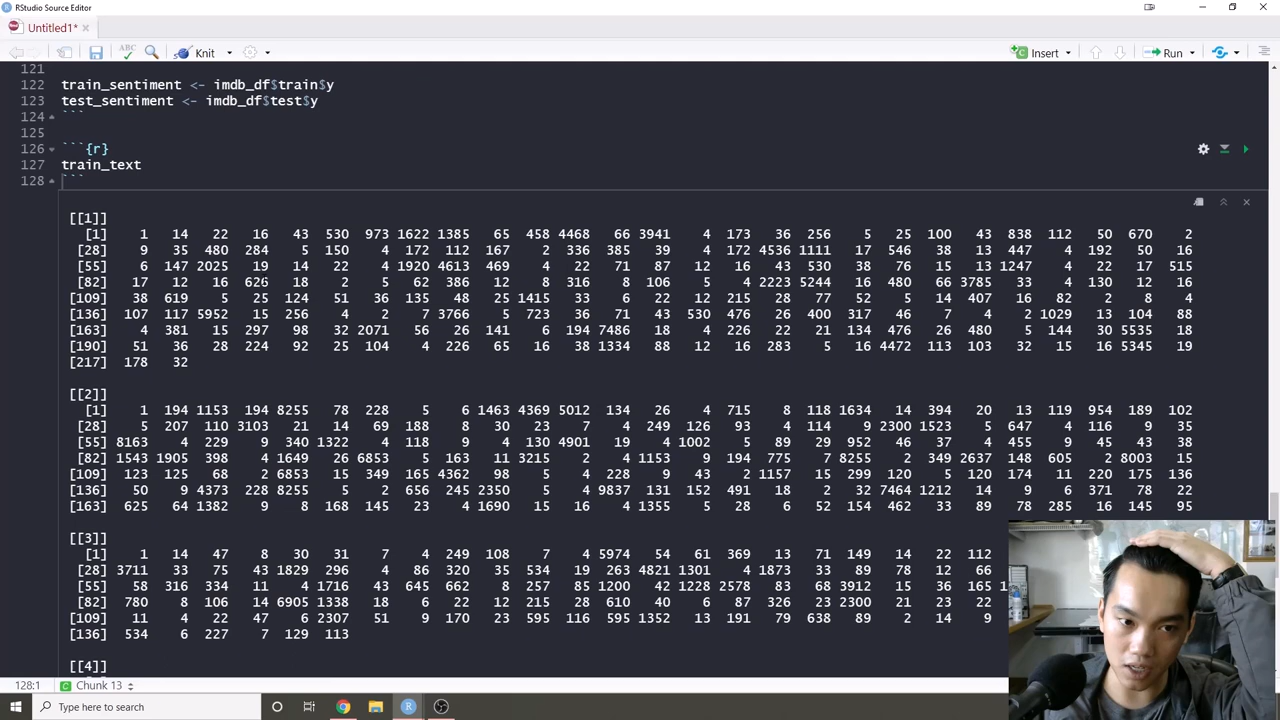 RStudio Source Editor
Untitled1*
ABC Knit Insert Run
121
122 train_sentiment <- imdb_df$train$y
123 test_sentiment <- imdb_df$test$y
124 ```
125
126 ```{r}
127 train_text
128 ```
[[1]]
[1] 1 14 22 16 43 530 973 1622 1385 65 458 4468 66 3941 4 173 36 256 5 25 100 43 838 112 50 670 2
[28] 9 35 480 284 5 150 4 172 112 167 2 336 385 39 4 172 4536 1111 17 546 38 13 447 4 192 50 16
[55] 6 147 2025 19 14 22 4 1920 4613 469 4 22 71 87 12 16 43 530 38 76 15 13 1247 4 22 17 515
[82] 17 12 16 626 18 2 5 62 386 12 8 316 8 106 5 4 2223 5244 16 480 66 3785 33 4 130 12 16
[109] 38 619 5 25 124 51 36 135 48 25 1415 33 6 22 12 215 28 77 52 5 14 407 16 82 2 8 4
[136] 107 117 5952 15 256 4 2 7 3766 5 723 36 71 43 530 476 26 400 317 46 7 4 2 1029 13 104 88
[163] 4 381 15 297 98 32 2071 56 26 141 6 194 7486 18 4 226 22 21 134 476 26 480 5 144 30 5535 18
[190] 51 36 28 224 92 25 104 4 226 65 16 38 1334 88 12 16 283 5 16 4472 113 103 32 15 16 5345 19
[217] 178 32
[[2]]
[1] 1 194 1153 194 8255 78 228 5 6 1463 4369 5012 134 26 4 715 8 118 1634 14 394 20 13 119 954 189 102
[28] 5 207 110 3103 21 14 69 188 8 30 23 7 4 249 126 93 4 114 9 2300 1523 5 647 4 116 9 35
[55] 8163 4 229 9 340 1322 4 118 9 4 130 4901 19 4 1002 5 89 29 952 46 37 4 455 9 45 43 38
[82] 1543 1905 398 4 1649 26 6853 5 163 11 3215 2 4 1153 9 194 775 7 8255 2 349 2637 148 605 2 8003 15
[109] 123 125 68 2 6853 15 349 165 4362 98 5 4 228 9 43 2 1157 15 299 120 5 120 174 11 220 175 136
[136] 50 9 4373 228 8255 5 2 656 245 2350 5 4 9837 131 152 491 18 2 32 7464 1212 14 9 6 371 78 22
[163] 625 64 1382 9 8 168 145 23 4 1690 15 16 4 1355 5 28 6 52 154 462 33 89 78 285 16 145 95
[[3]]
[1] 1 14 47 8 30 31 7 4 249 108 7 4 5974 54 61 369 13 71 149 14 22 112
[28] 3711 33 75 43 1829 296 4 86 320 35 534 19 263 4821 1301 4 1873 33 89 78 12 66
[55] 58 316 334 11 4 1716 43 645 662 8 257 85 1200 42 1228 2578 83 68 3912 15 36 165
[82] 780 8 106 14 6905 1338 18 6 22 12 215 28 610 40 6 87 326 23 2300 21 23 22
[109] 11 4 22 47 6 2307 51 9 170 23 595 116 595 1352 13 191 79 638 89 2 14 9
[136] 534 6 227 7 129 113
[[4]]
128:1 Chunk 13
Type here to search